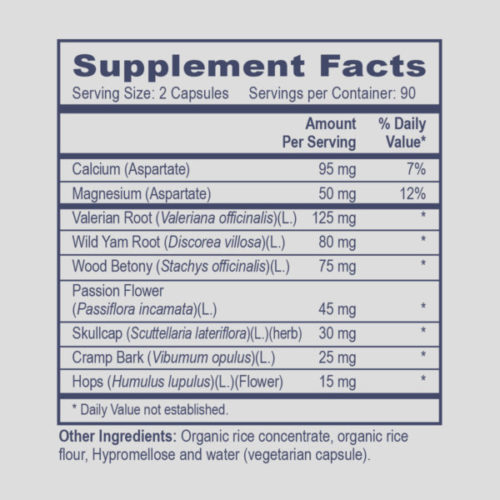 Supplement Facts
Serving Size: 2 Capsules Servings per Container: 90
Amount Per Serving % Daily Value*
Calcium (Aspartate) 95 mg 7%
Magnesium (Aspartate) 50 mg 12%
Valerian Root (Valeriana officinalis)(L.) 125 mg *
Wild Yam Root (Discorea villosa)(L.) 80 mg *
Wood Betony (Stachys officinalis)(L.) 75 mg *
Passion Flower
(Passiflora incamata)(L.) 45 mg *
Skullcap (Scuttellaria lateriflora)(L.)(herb) 30 mg *
Cramp Bark (Vibumum opulus)(L.) 25 mg *
Hops (Humulus lupulus)(L.)(Flower) 15 mg *
* Daily Value not established.
Other Ingredients: Organic rice concentrate, organic rice
flour, Hypromellose and water (vegetarian capsule).